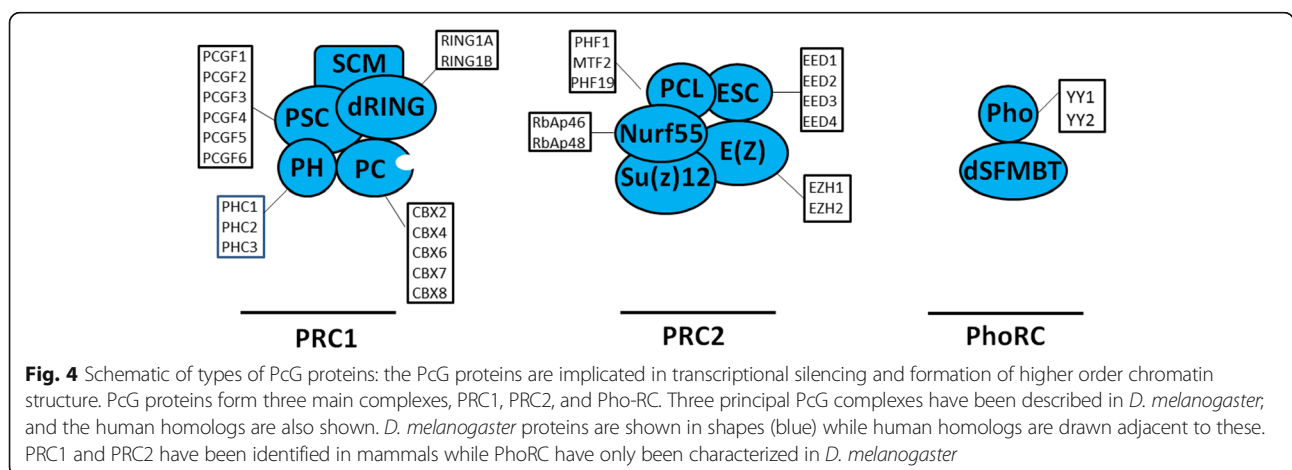 PCGF1
PCGF2
PCGF3
PCGF4
PCGF5
PCGF6
SCM
RING1A
RING1B
PSC
dRING
PH
PC
PHC1
PHC2
PHC3
CBX2
CBX4
CBX6
CBX7
CBX8
PRC1
PHF1
MTF2
PHF19
PCL
ESC
EED1
EED2
EED3
EED4
RbAp46
RbAp48
Nurf55
E(Z)
Su(z)12
EZH1
EZH2
PRC2
Pho
YY1
YY2
dSFMBT
PhoRC
Fig. 4 Schematic of types of PcG proteins: the PcG proteins are implicated in transcriptional silencing and formation of higher order chromatin
structure. PcG proteins form three main complexes, PRC1, PRC2, and Pho-RC. Three principal PcG complexes have been described in D. melanogaster,
and the human homologs are also shown. D. melanogaster proteins are shown in shapes (blue) while human homologs are drawn adjacent to these.
PRC1 and PRC2 have been identified in mammals while PhoRC have only been characterized in D. melanogaster